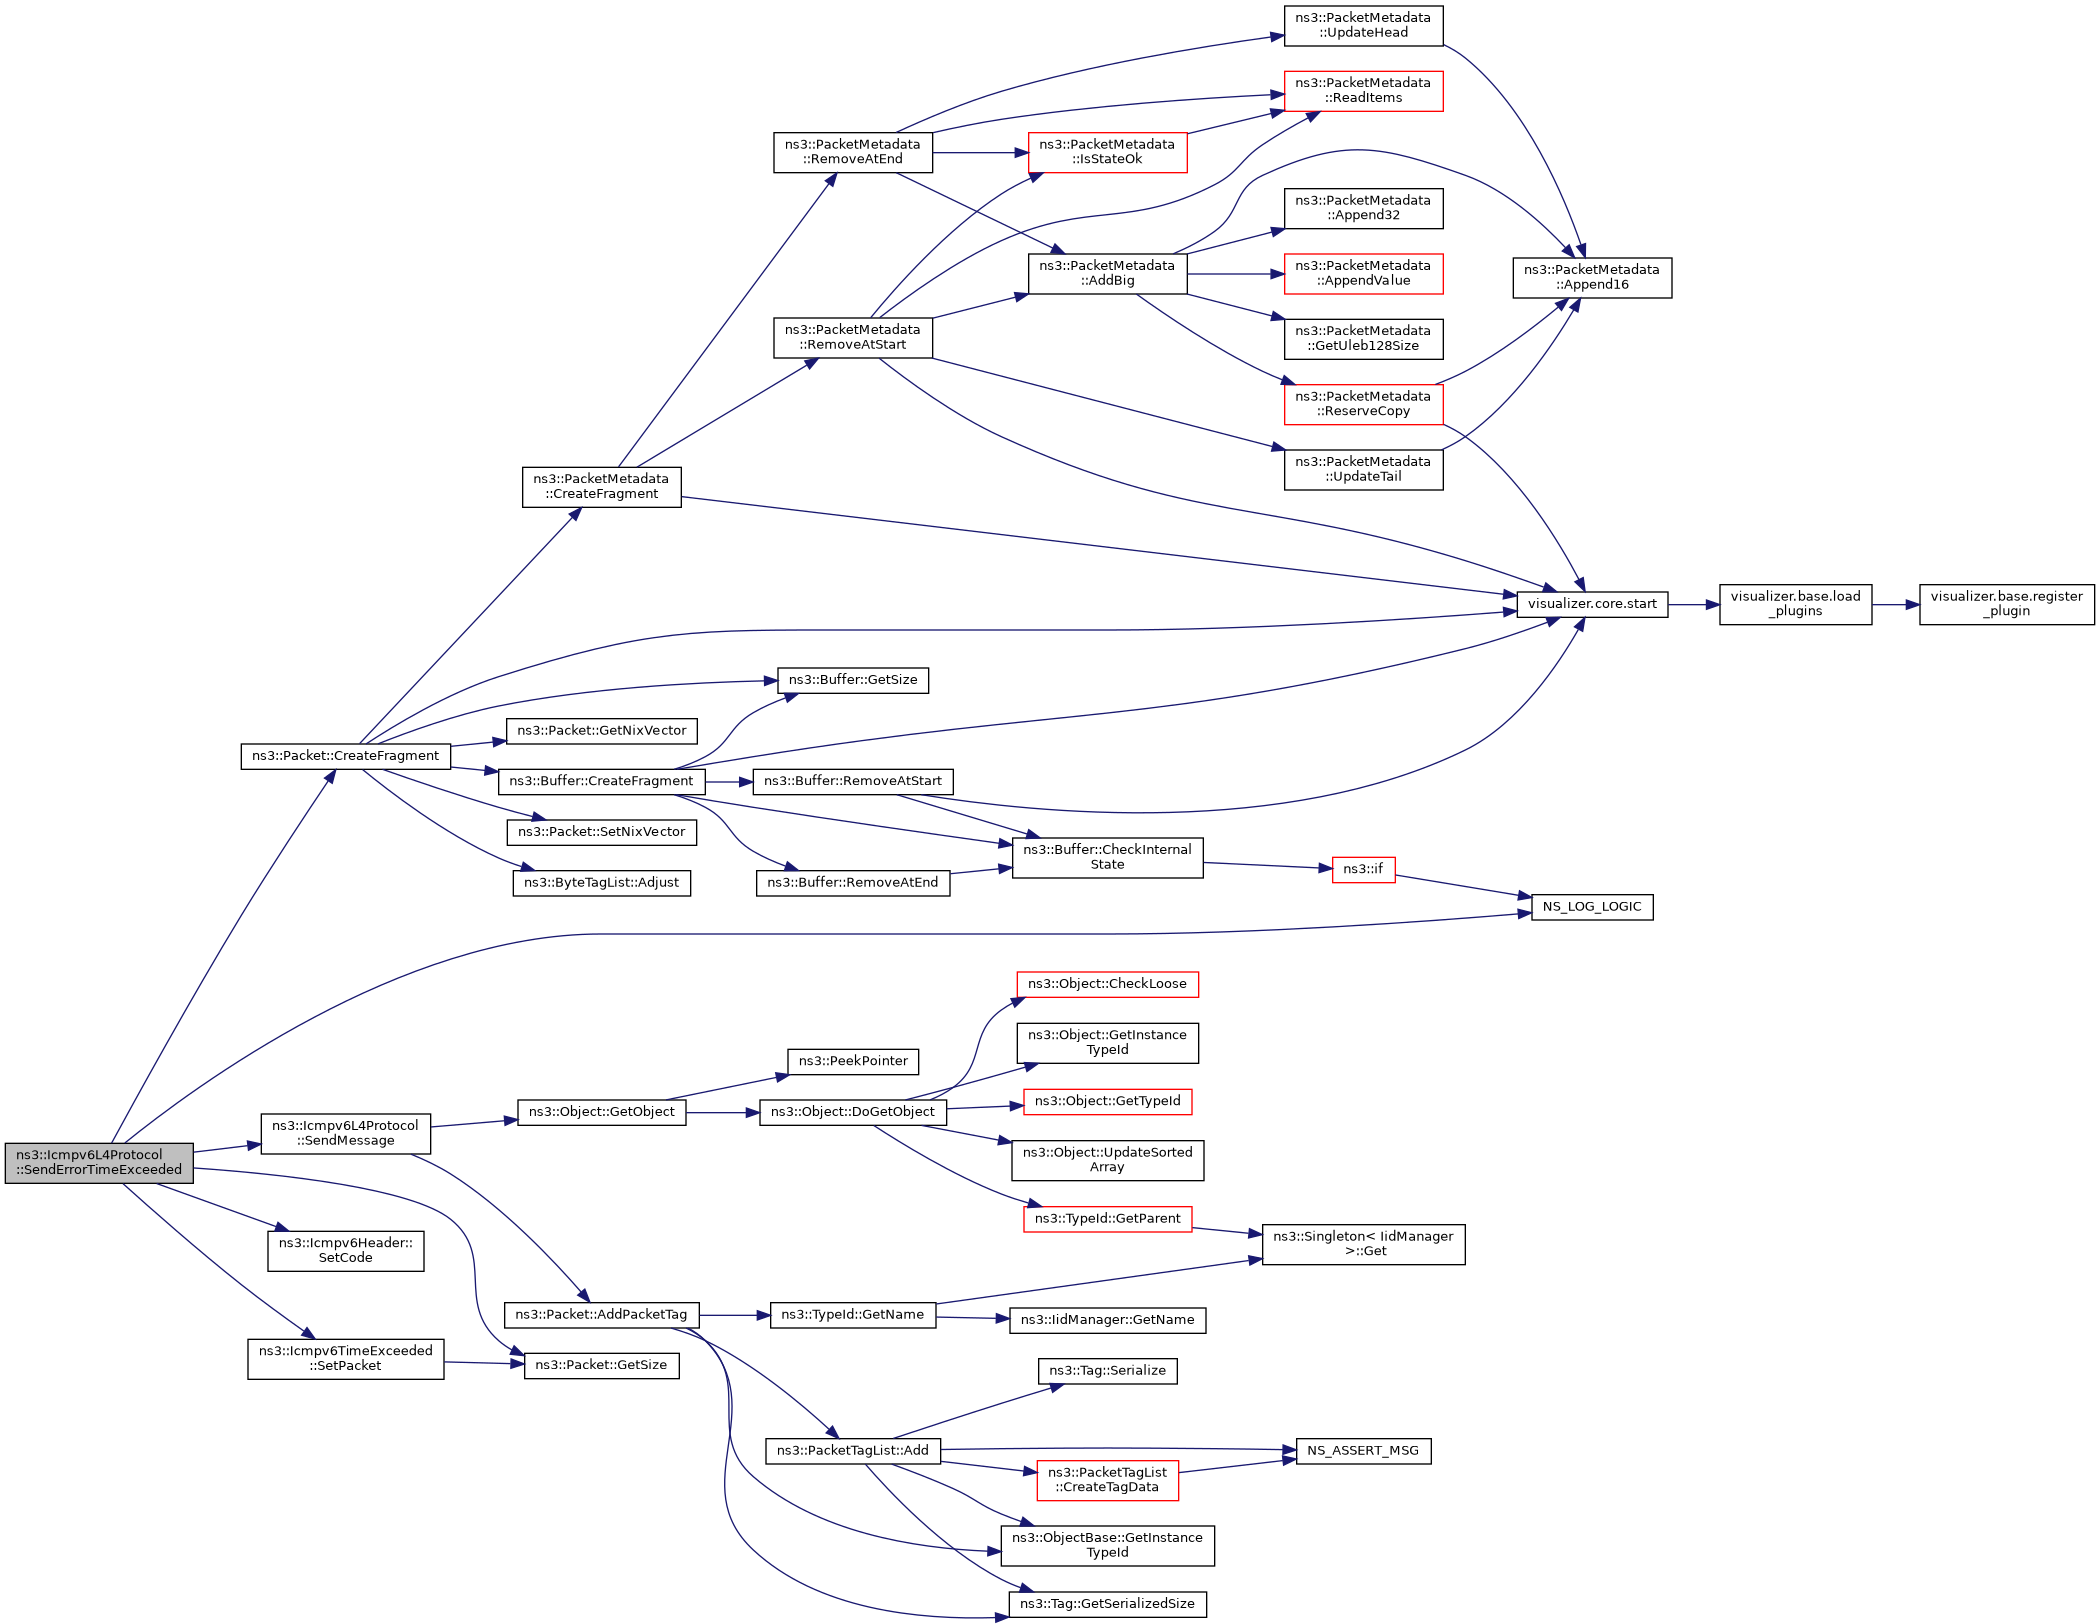 ns3::PacketMetadata
::UpdateHead
ns3::PacketMetadata
::ReadItems
ns3::PacketMetadata
::RemoveAtEnd
ns3::PacketMetadata
::IsStateOk
ns3::PacketMetadata
::Append32
ns3::PacketMetadata
::AddBig
ns3::PacketMetadata
::AppendValue
ns3::PacketMetadata
::Append16
ns3::PacketMetadata
::RemoveAtStart
ns3::PacketMetadata
::GetUleb128Size
ns3::PacketMetadata
::ReserveCopy
ns3::PacketMetadata
::UpdateTail
ns3::PacketMetadata
::CreateFragment
visualizer.core.start
visualizer.base.load
_plugins
visualizer.base.register
_plugin
ns3::Buffer::GetSize
ns3::Packet::GetNixVector
ns3::Packet::CreateFragment
ns3::Buffer::CreateFragment
ns3::Buffer::RemoveAtStart
ns3::Packet::SetNixVector
ns3::Buffer::CheckInternal
State
ns3::if
ns3::ByteTagList::Adjust
ns3::Buffer::RemoveAtEnd
NS_LOG_LOGIC
ns3::Object::CheckLoose
ns3::Object::GetInstance
TypeId
ns3::PeekPointer
ns3::Object::GetTypeId
ns3::Object::GetObject
ns3::Object::DoGetObject
ns3::Icmpv6L4Protocol
::SendMessage
ns3::Icmpv6L4Protocol
::SendErrorTimeExceeded
ns3::Object::UpdateSorted
Array
ns3::TypeId::GetParent
ns3::Singleton< IidManager
>::Get
ns3::Icmpv6Header::
SetCode
ns3::Packet::AddPacketTag
ns3::TypeId::GetName
ns3::IidManager::GetName
ns3::Icmpv6TimeExceeded
::SetPacket
ns3::Packet::GetSize
ns3::Tag::Serialize
ns3::PacketTagList::Add
NS_ASSERT_MSG
ns3::PacketTagList
::CreateTagData
ns3::ObjectBase::GetInstance
TypeId
ns3::Tag::GetSerializedSize